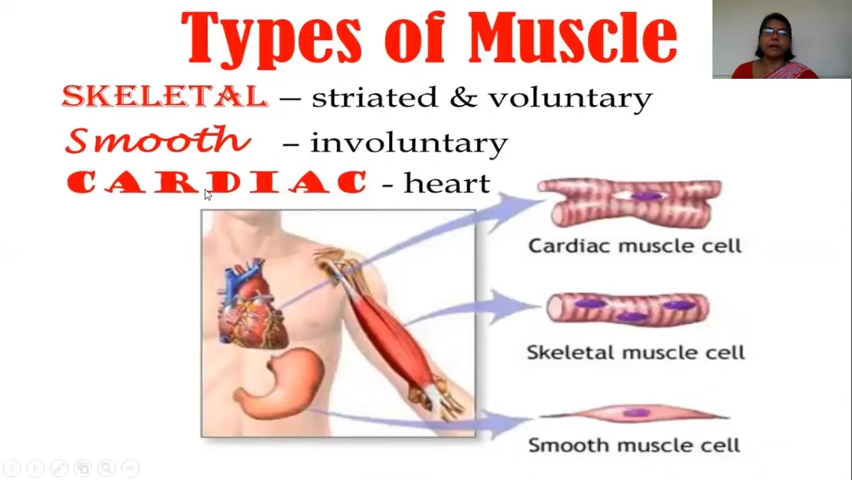 Types of Muscle
SKELETAL – striated & voluntary
Smooth – involuntary
CARDIAC - heart
Cardiac muscle cell
Skeletal muscle cell
Smooth muscle cell